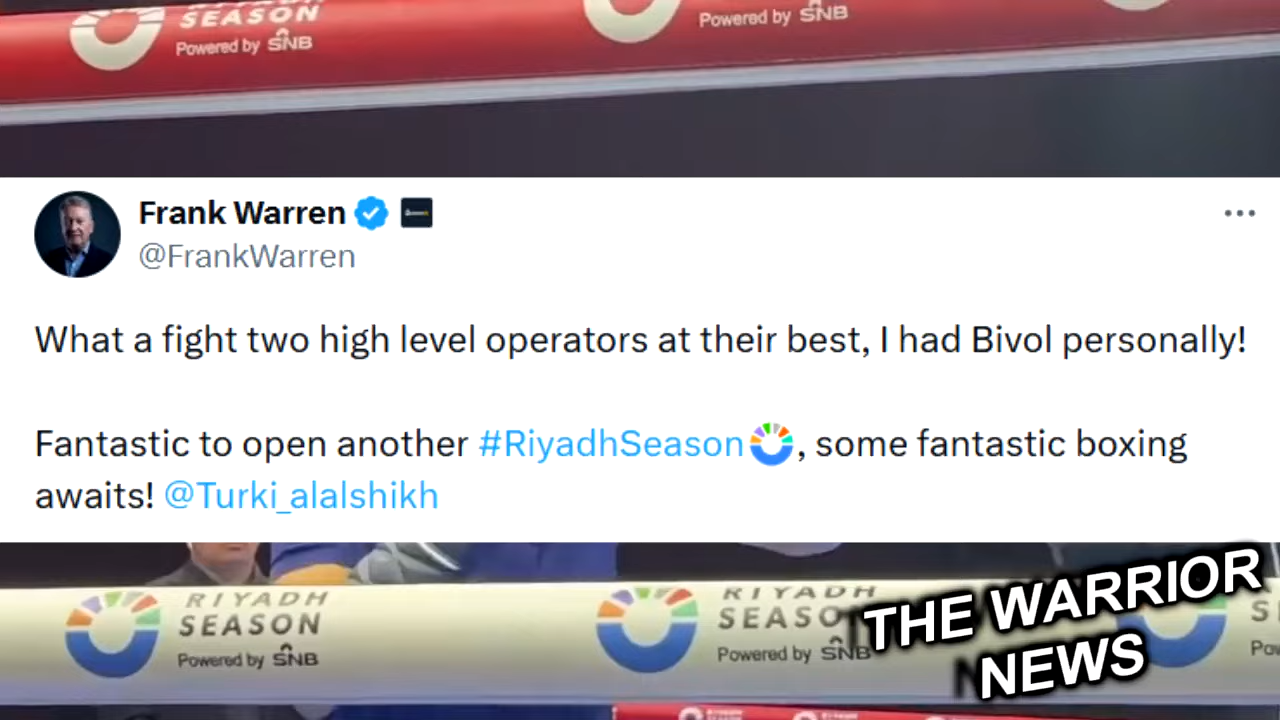 SEASON
Powered by SNB
Powered by SNB
Frank Warren
@FrankWarren
What a fight two high level operators at their best, I had Bivol personally!
Fantastic to open another #RiyadhSeason, some fantastic boxing
awaits! @Turki_alalshikh
RIYADH
SEASON
Powered by SNB
RIYADH
SEASO
Powered by SNB
THE WARRIOR
NEWS